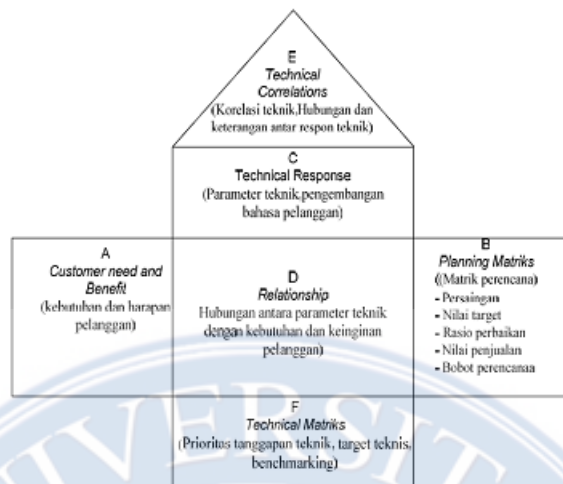 E
Technical
Correlations
(Korelasi teknik,Hubungan dan
keterangan antar respon teknik)
C
Technical Response
(Parameter teknik,pengembangan
bahasa pelanggan)
A
Customer need and
Benefit
(kebutuhan dan harapan
pelanggan)
D
Relationship
Hubungan antara parameter teknik
dengan kebutuhan dan keinginan
pelanggan)
B
Planning Matriks
((Matrik perencana)
- Persaingan
- Nilai target
- Rasio perbaikan
- Nilai penjualan
- Bobot perencanaa
F
Technical Matriks
(Prioritas tanggapan teknik, target teknis,
benchmarking)